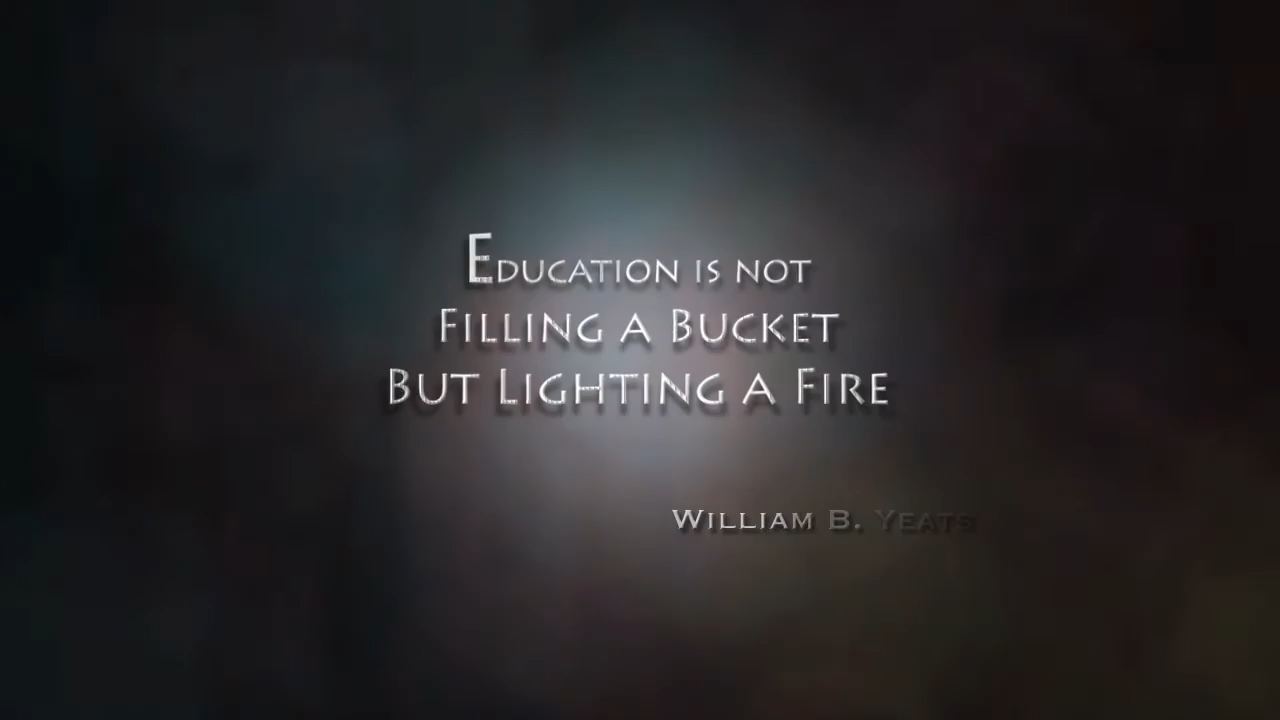 Education is not
Filling a Bucket
But Lighting a Fire
William B. Yeats